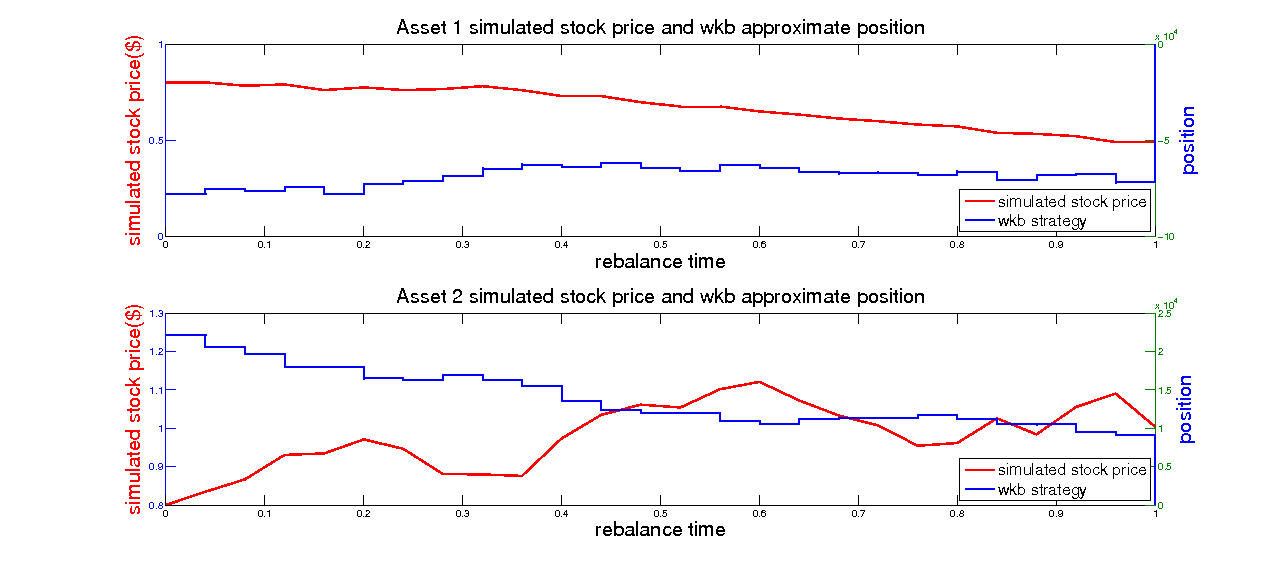 Asset 1 simulated stock price and wkb approximate position
x 10^4
1
0.5
0
0
-5
-10
simulated stock price($)
position
simulated stock price
wkb strategy
0 0.1 0.2 0.3 0.4 0.5 0.6 0.7 0.8 0.9 1
rebalance time
Asset 2 simulated stock price and wkb approximate position
x 10^4
1.3
1.2
1.1
1
0.9
0.8
2.5
2
1.5
1
0.5
0
simulated stock price($)
position
simulated stock price
wkb strategy
0 0.1 0.2 0.3 0.4 0.5 0.6 0.7 0.8 0.9 1
rebalance time